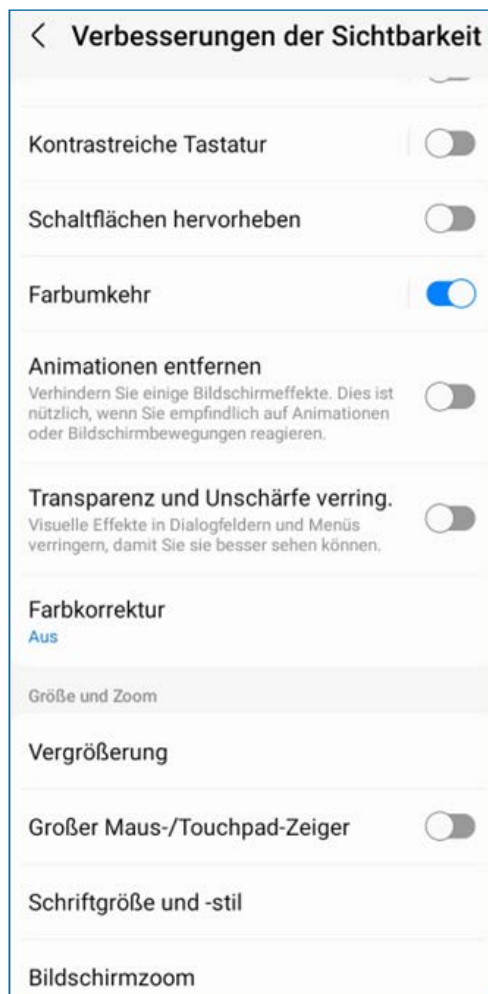 Verbesserungen der Sichtbarkeit
Kontrastreiche Tastatur
Schaltflächen hervorheben
Farbumkehr
Animationen entfernen
Verhindern Sie einige Bildschirmeffekte. Dies ist
nützlich, wenn Sie empfindlich auf Animationen
oder Bildschirmbewegungen reagieren.
Transparenz und Unschärfe verring.
Visuelle Effekte in Dialogfeldern und Menüs
verringern, damit Sie sie besser sehen können.
Farbkorrektur
Aus
Größe und Zoom
Vergrößerung
Großer Maus-/Touchpad-Zeiger
Schriftgröße und -stil
Bildschirmzoom